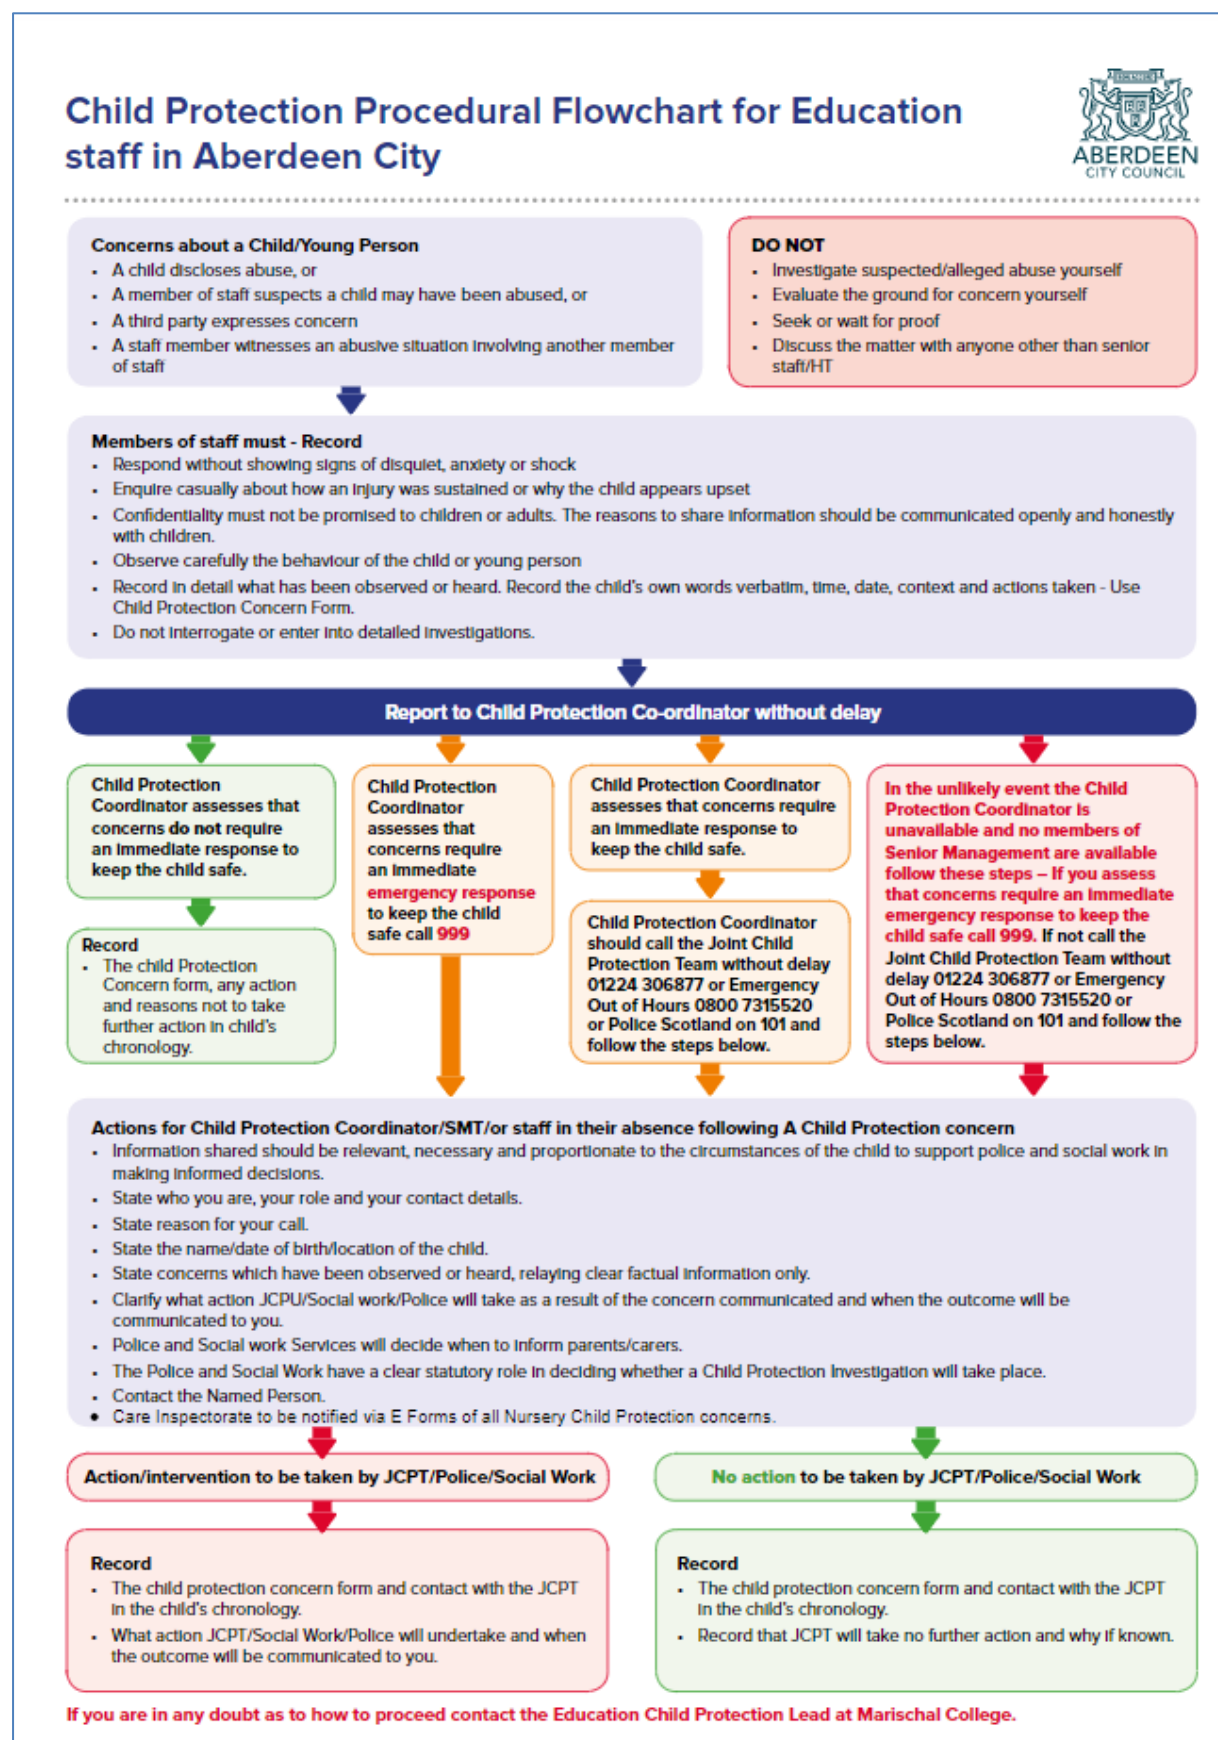 Child Protection Procedural Flowchart for Education
staff in Aberdeen City
ABERDEEN
CITY COUNCIL
Concerns about a Child/Young Person
• A child discloses abuse, or
• A member of staff suspects a child may have been abused, or
• A third party expresses concern
• A staff member witnesses an abusive situation involving another member
of staff
DO NOT
• Investigate suspected/alleged abuse yourself
• Evaluate the ground for concern yourself
• Seek or wait for proof
• Discuss the matter with anyone other than senior
staff/HT
Members of staff must - Record
• Respond without showing signs of disquiet, anxiety or shock
• Enquire casually about how an injury was sustained or why the child appears upset
• Confidentiality must not be promised to children or adults. The reasons to share information should be communicated openly and honestly
with children.
• Observe carefully the behaviour of the child or young person
• Record in detail what has been observed or heard. Record the child's own words verbatim, time, date, context and actions taken - Use
Child Protection Concern Form.
• Do not interrogate or enter into detailed investigations.
Report to Child Protection Co-ordinator without delay
Child Protection
Coordinator assesses that
concerns do not require
an immediate response to
keep the child safe.
Record
• The child Protection
Concern form, any action
and reasons not to take
further action in child's
chronology.
Child Protection
Coordinator
assesses that
concerns require
an immediate
emergency response
to keep the child
safe call 999
Child Protection Coordinator
assesses that concerns require
an immediate response to
keep the child safe.
Child Protection Coordinator
should call the Joint Child
Protection Team without delay
01224 306877 or Emergency
Out of Hours 0800 7315520
or Police Scotland on 101 and
follow the steps below.
In the unlikely event the Child
Protection Coordinator is
unavailable and no members of
Senior Management are available
follow these steps – If you assess
that concerns require an immediate
emergency response to keep the
child safe call 999. If not call the
Joint Child Protection Team without
delay 01224 306877 or Emergency
Out of Hours 0800 7315520 or
Police Scotland on 101 and follow the
steps below.
Actions for Child Protection Coordinator/SMT/or staff in their absence following A Child Protection concern
• Information shared should be relevant, necessary and proportionate to the circumstances of the child to support police and social work in
making informed decisions.
• State who you are, your role and your contact details.
• State reason for your call.
• State the name/date of birth/location of the child.
• State concerns which have been observed or heard, relaying clear factual information only.
• Clarify what action JCPU/Social work/Police will take as a result of the concern communicated and when the outcome will be
communicated to you.
• Police and Social work Services will decide when to inform parents/carers.
• The Police and Social Work have a clear statutory role in deciding whether a Child Protection Investigation will take place.
• Contact the Named Person.
• Care Inspectorate to be notified via E Forms of all Nursery Child Protection concerns.
Action/intervention to be taken by JCPT/Police/Social Work
Record
• The child protection concern form and contact with the JCPT
in the child's chronology.
• What action JCPT/Social Work/Police will undertake and when
the outcome will be communicated to you.
No action to be taken by JCPT/Police/Social Work
Record
• The child protection concern form and contact with the JCPT
in the child's chronology.
• Record that JCPT will take no further action and why if known.
If you are in any doubt as to how to proceed contact the Education Child Protection Lead at Marischal College.